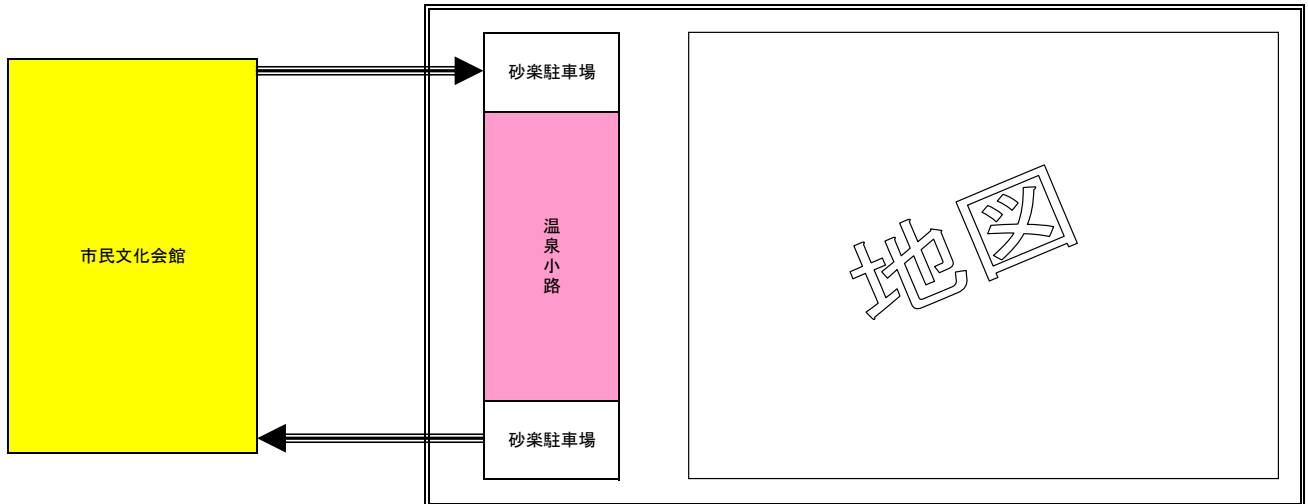 砂楽駐車場
市民文化会館
温泉小路
砂楽駐車場
地図